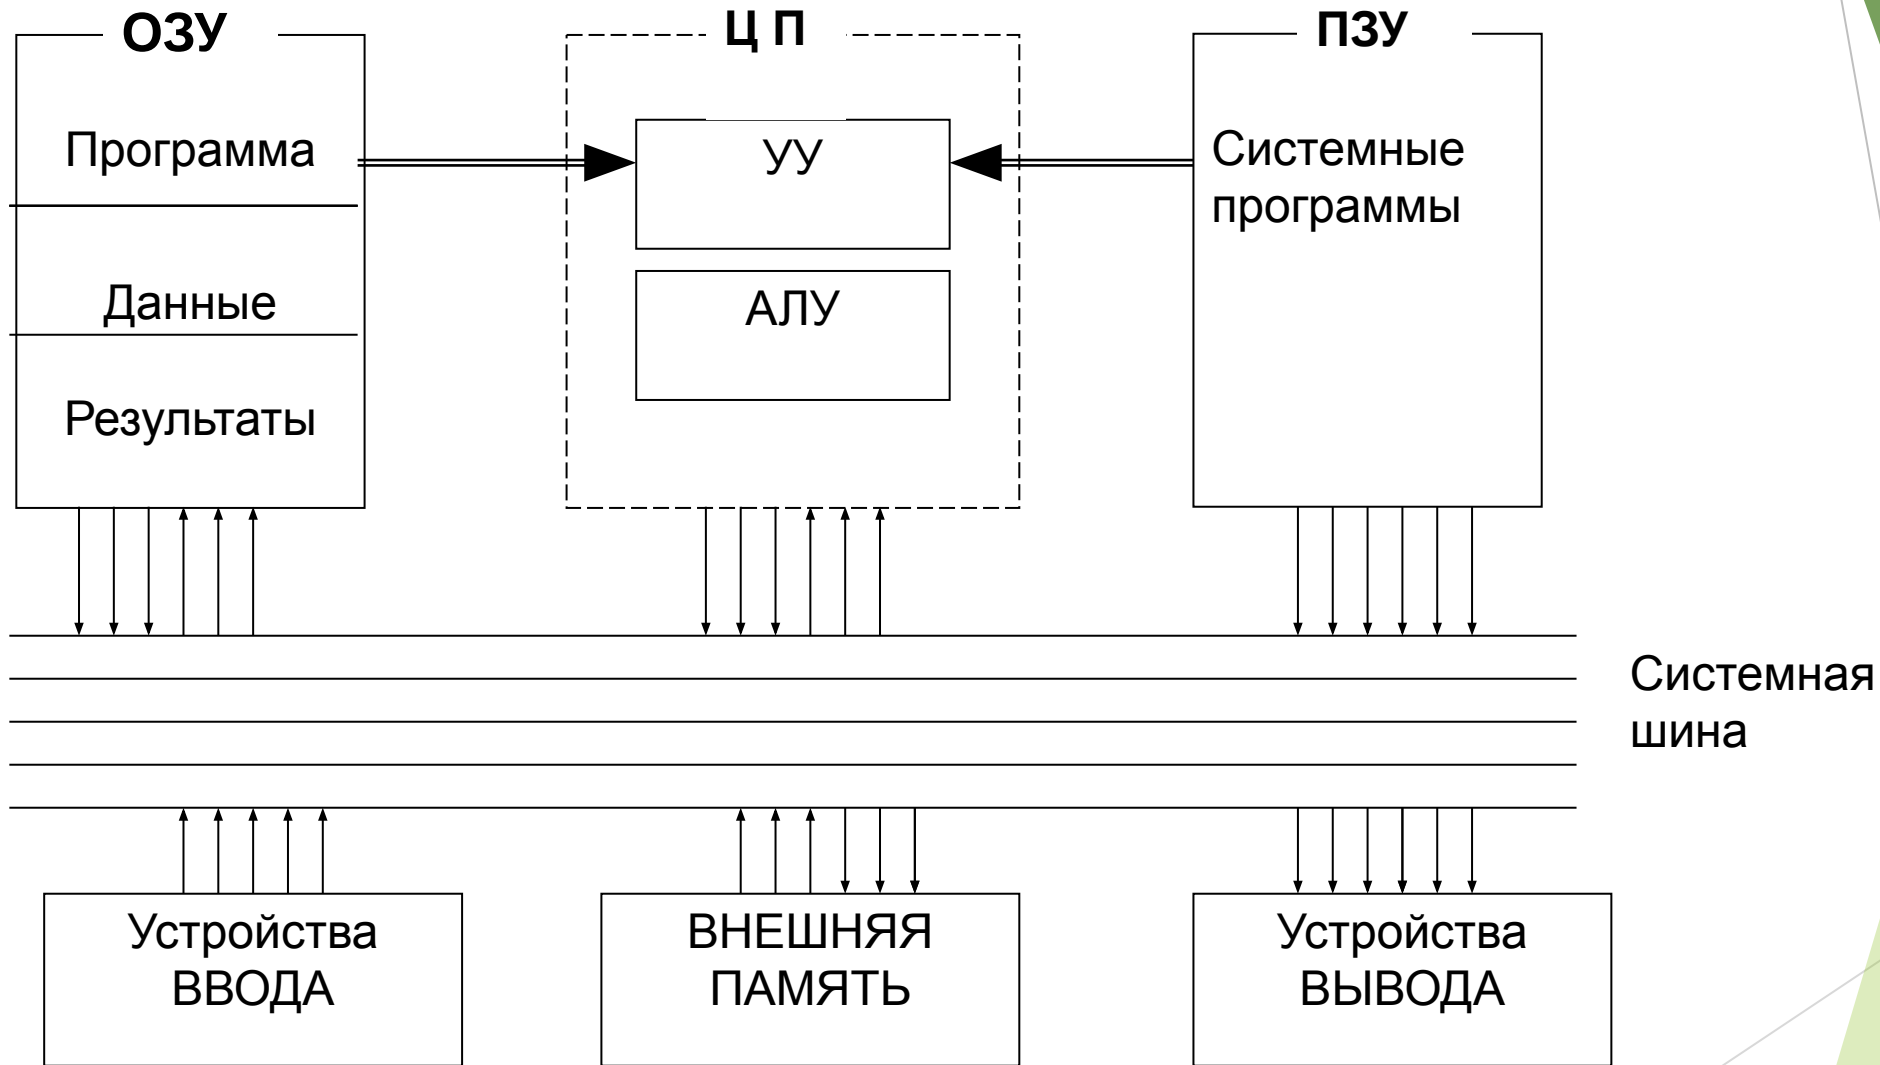 ОЗУ
Ц П
ПЗУ
Программа
УУ
Системные
программы
Данные
АЛУ
Результаты
Системная
шина
Устройства
ВВОДА
ВНЕШНЯЯ
ПАМЯТЬ
Устройства
ВЫВОДА